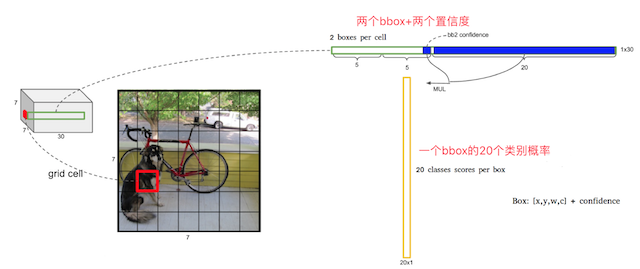 两个bbox+两个置信度
2 boxes per cell
bb2 confidence
1x30
5
5
20
MUL
7
7
30
grid cell
7
7
一个bbox的20个类别概率
20 classes scores per box
Box: [x,y,w,c] + confidence
20x1